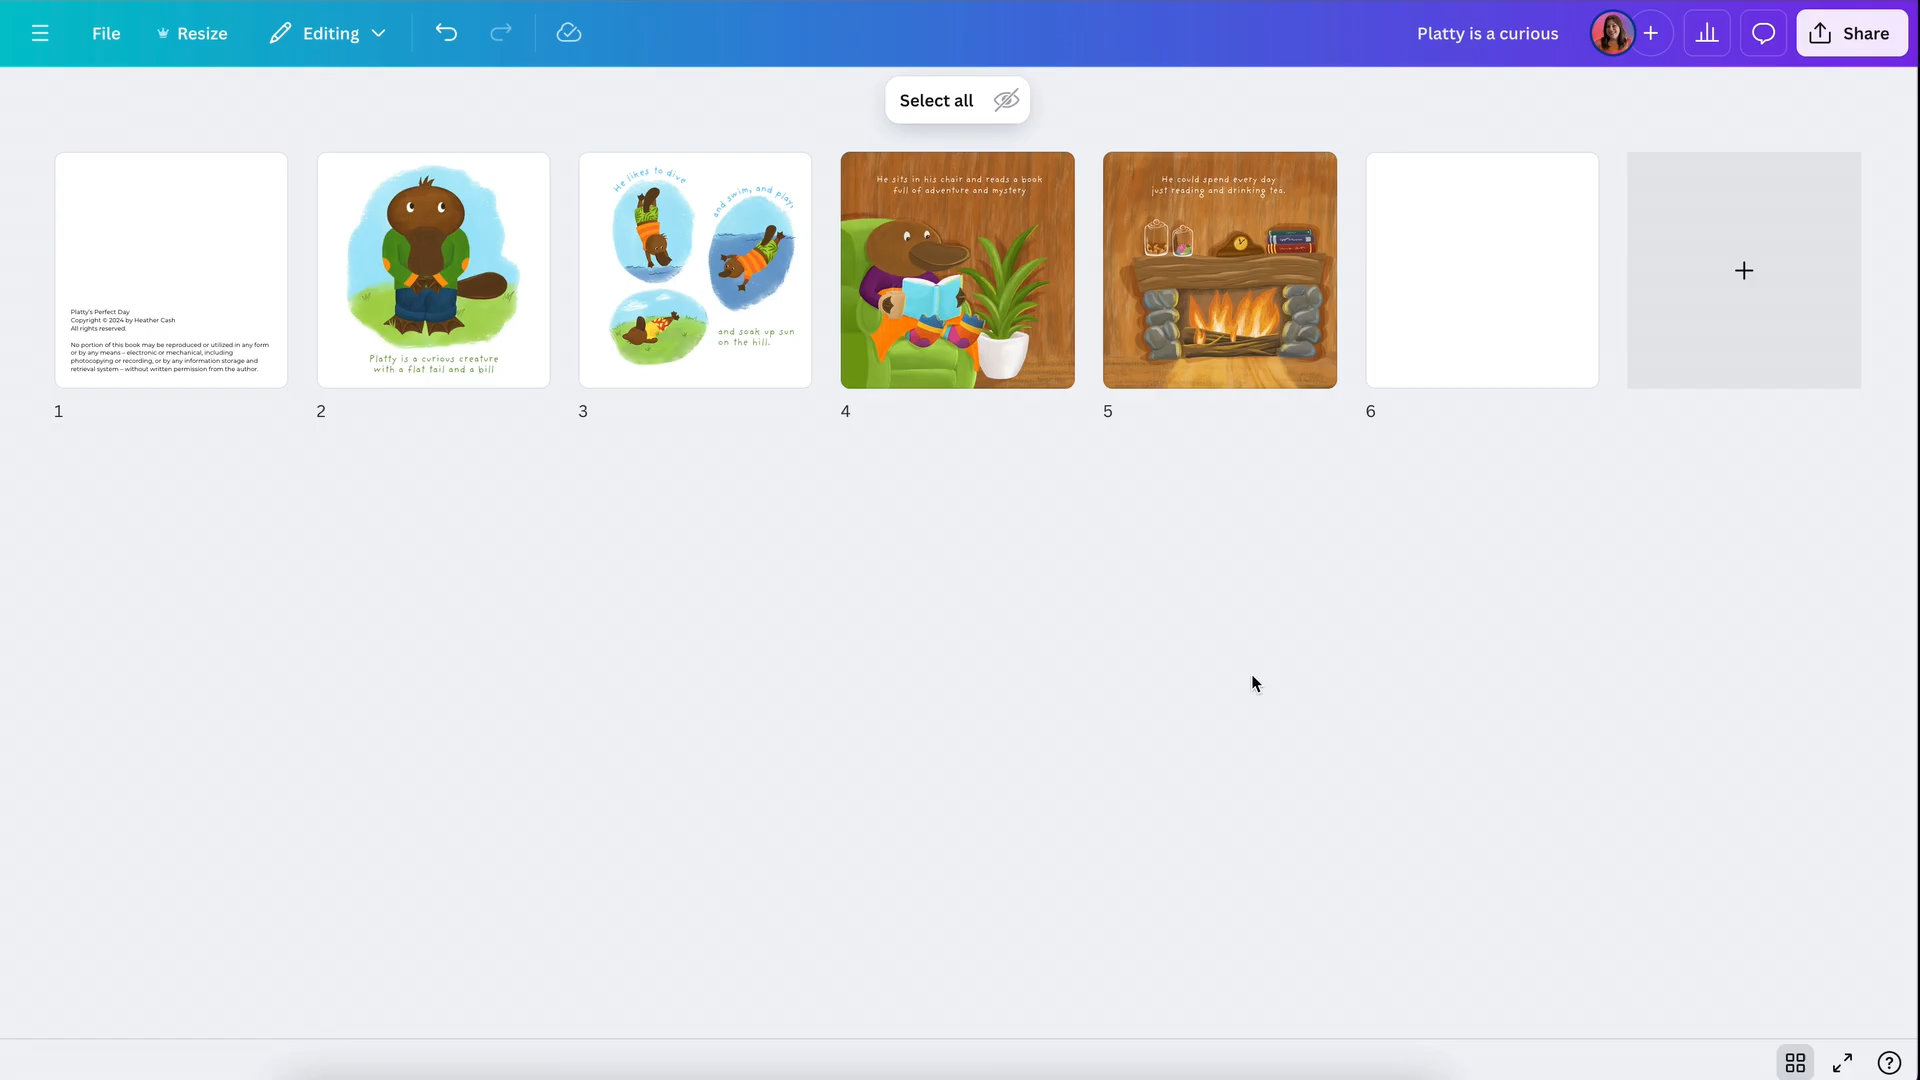 File
Resize
Editing
Platty is a curious
Share
Select all
Platty's Perfect Day
Copyright © 2024 by Heather Cash
All rights reserved.
No portion of this book may be reproduced or utilized in any form
or by any means – electronic or mechanical, including
photocopying or recording, or by any information storage and
retrieval system – without written permission from the author.
1
Platty is a curious creature
with a flat tail and a bill
2
He likes to dive
and swim, and play,
and soak up sun
on the hill.
3
He sits in his chair and reads a book
full of adventure and mystery
4
He could spend every day
just reading and drinking tea.
5
6